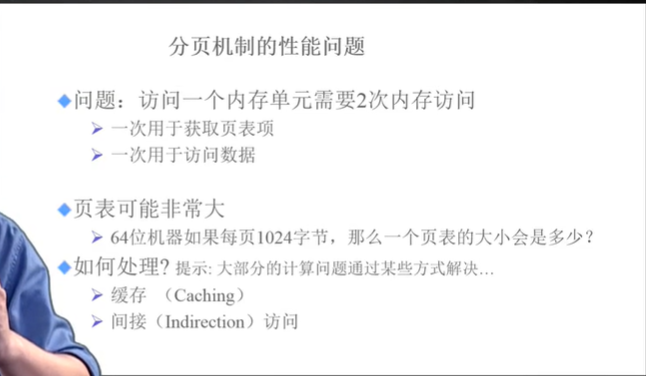 分页机制的性能问题
问题：访问一个内存单元需要2次内存访问
一次用于获取页表项
一次用于访问数据
页表可能非常大
64位机器如果每页1024字节，那么一个页表的大小会是多少？
如何处理? 提示: 大部分的计算问题通过某些方式解决…
缓存 （Caching）
间接（Indirection）访问